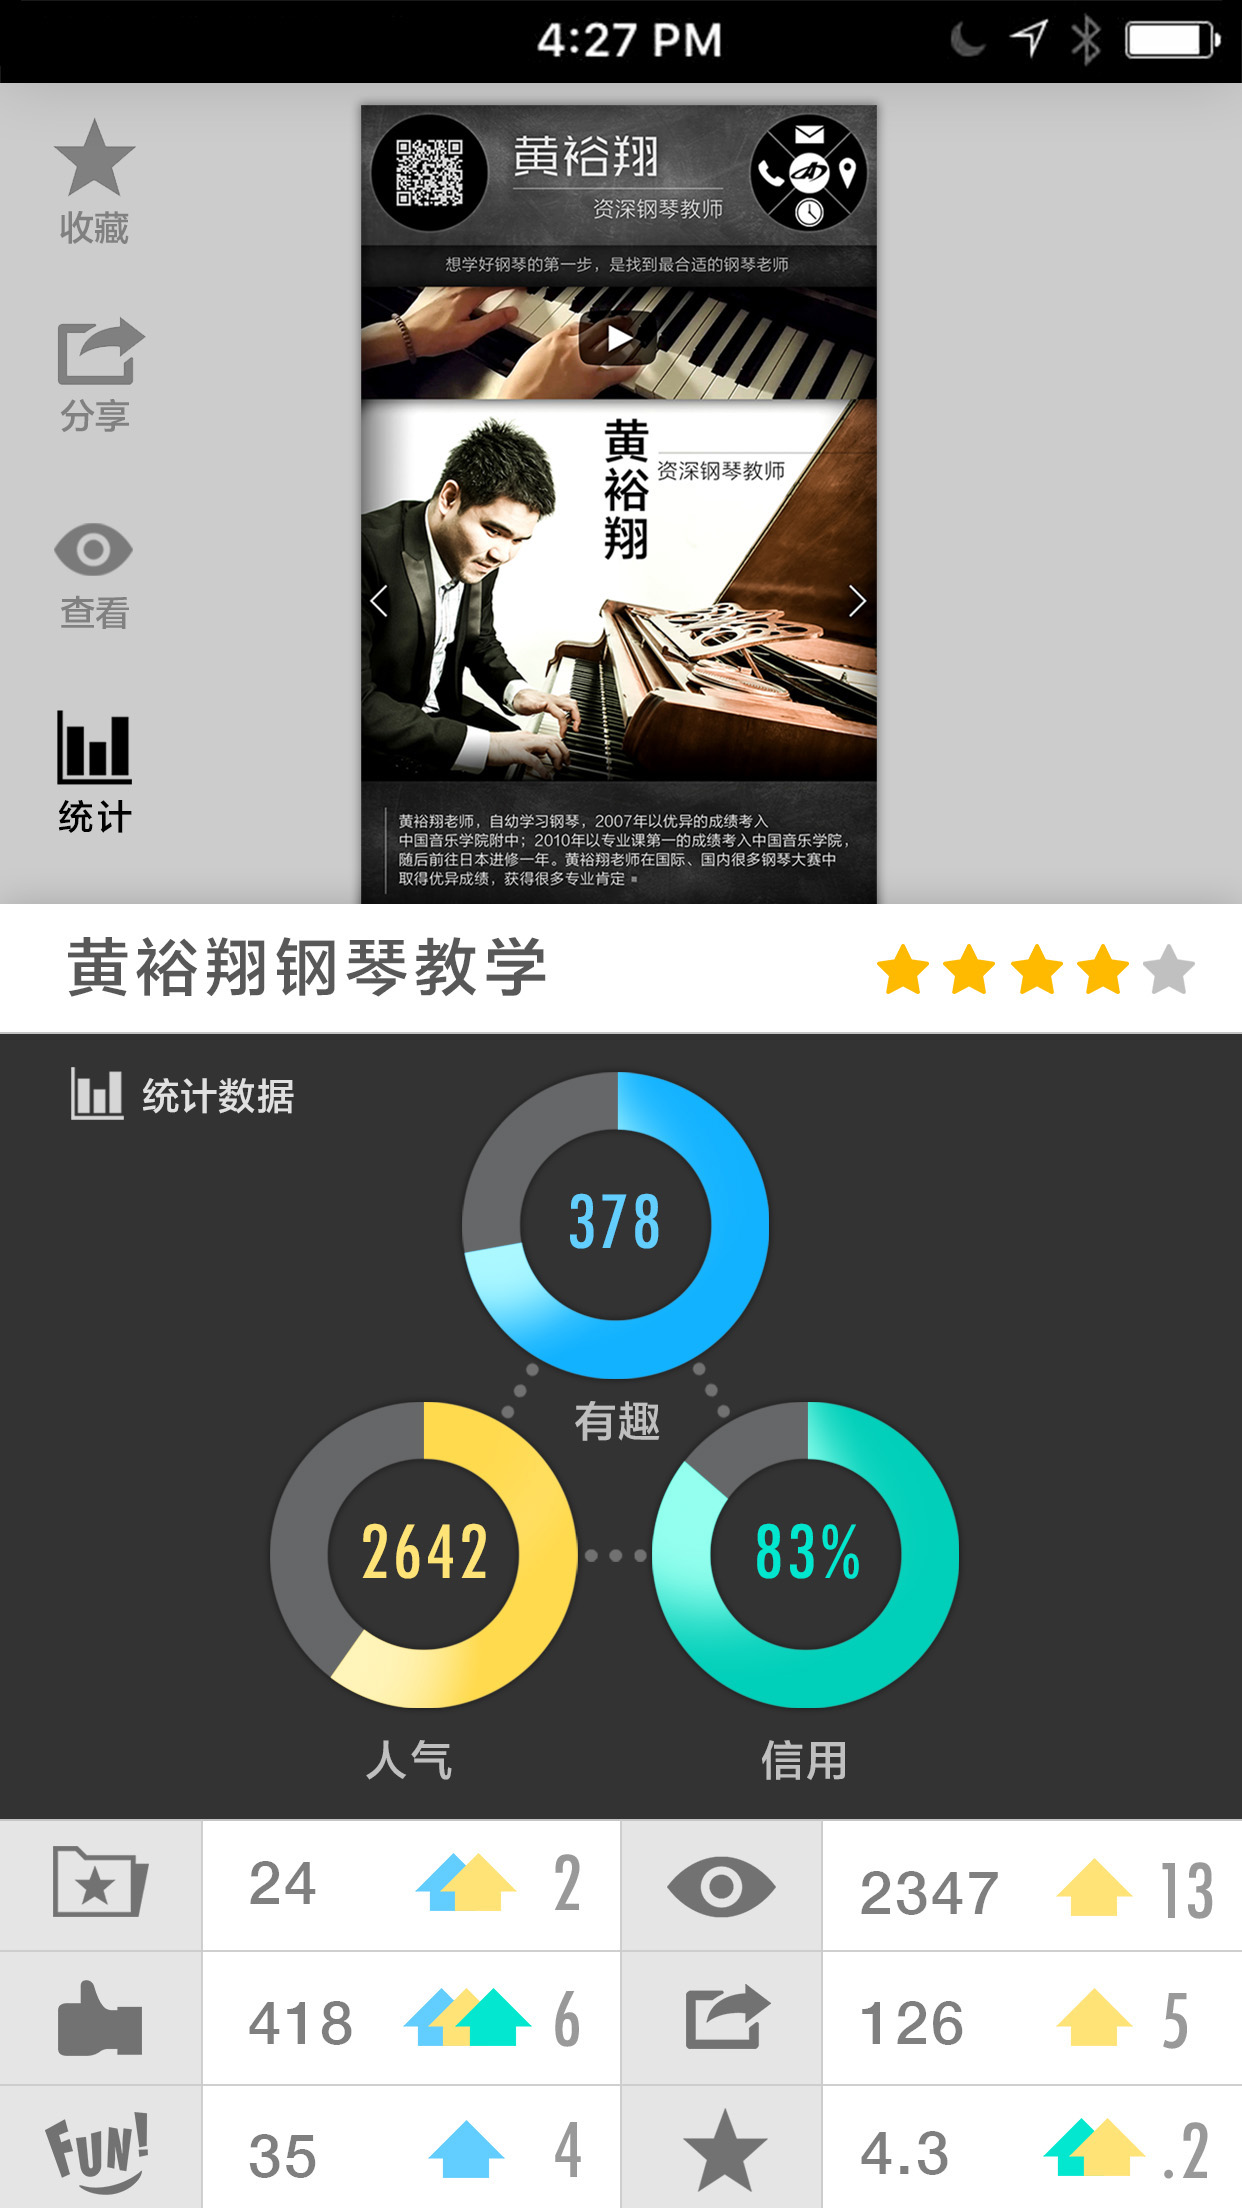 4:27 PM
收藏
分享
查看
统计
黄裕翔
资深钢琴教师
想学好钢琴的第一步，是找到最合适的钢琴老师
黄裕翔
资深钢琴教师
黄裕翔老师，自幼学习钢琴，2007年以优异的成绩考入
中国音乐学院附中；2010年以专业课第一的成绩考入中国音乐学院，
随后前往日本进修一年。黄裕翔老师在国际、国内很多钢琴大赛中
取得优异成绩，获得很多专业肯定
黄裕翔钢琴教学
统计数据
378
有趣
2642
人气
83%
信用
24 2
2347 13
418 6
126 5
FUN! 35 4
4.3 .2